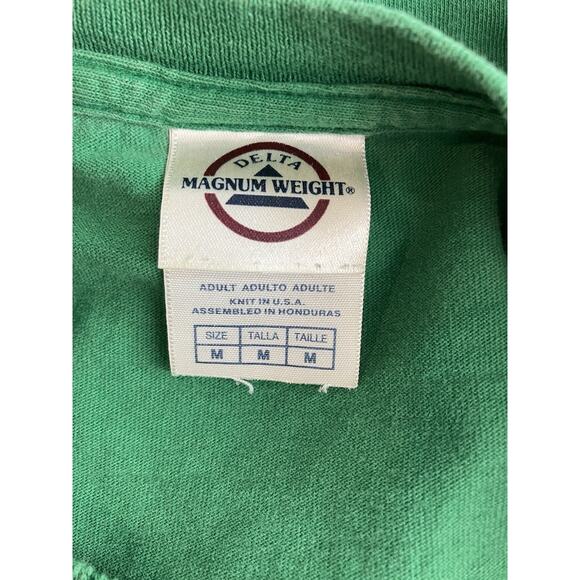 DELTA
MAGNUM WEIGHT®
ADULT ADULTO ADULTE
KNIT IN U.S.A.
ASSEMBLED IN HONDURAS
SIZE TALLA TAILLE
M M M